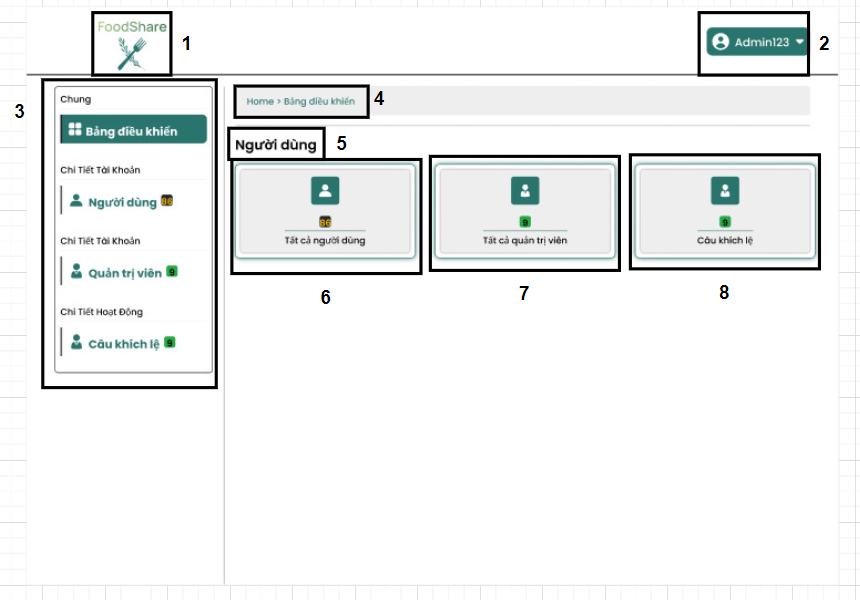 FoodShare
1
Admin123
2
3
Chung
Bảng điều khiển
Chi Tiết Tài Khoản
Người dùng
Chi Tiết Tài Khoản
Quản trị viên 9
Chi Tiết Hoạt Động
Câu khích lệ 9
Home > Bảng điều khiển
4
Người dùng
5
Tất cả người dùng
6
9
Tất cả quản trị viên
7
9
Câu khích lệ
8